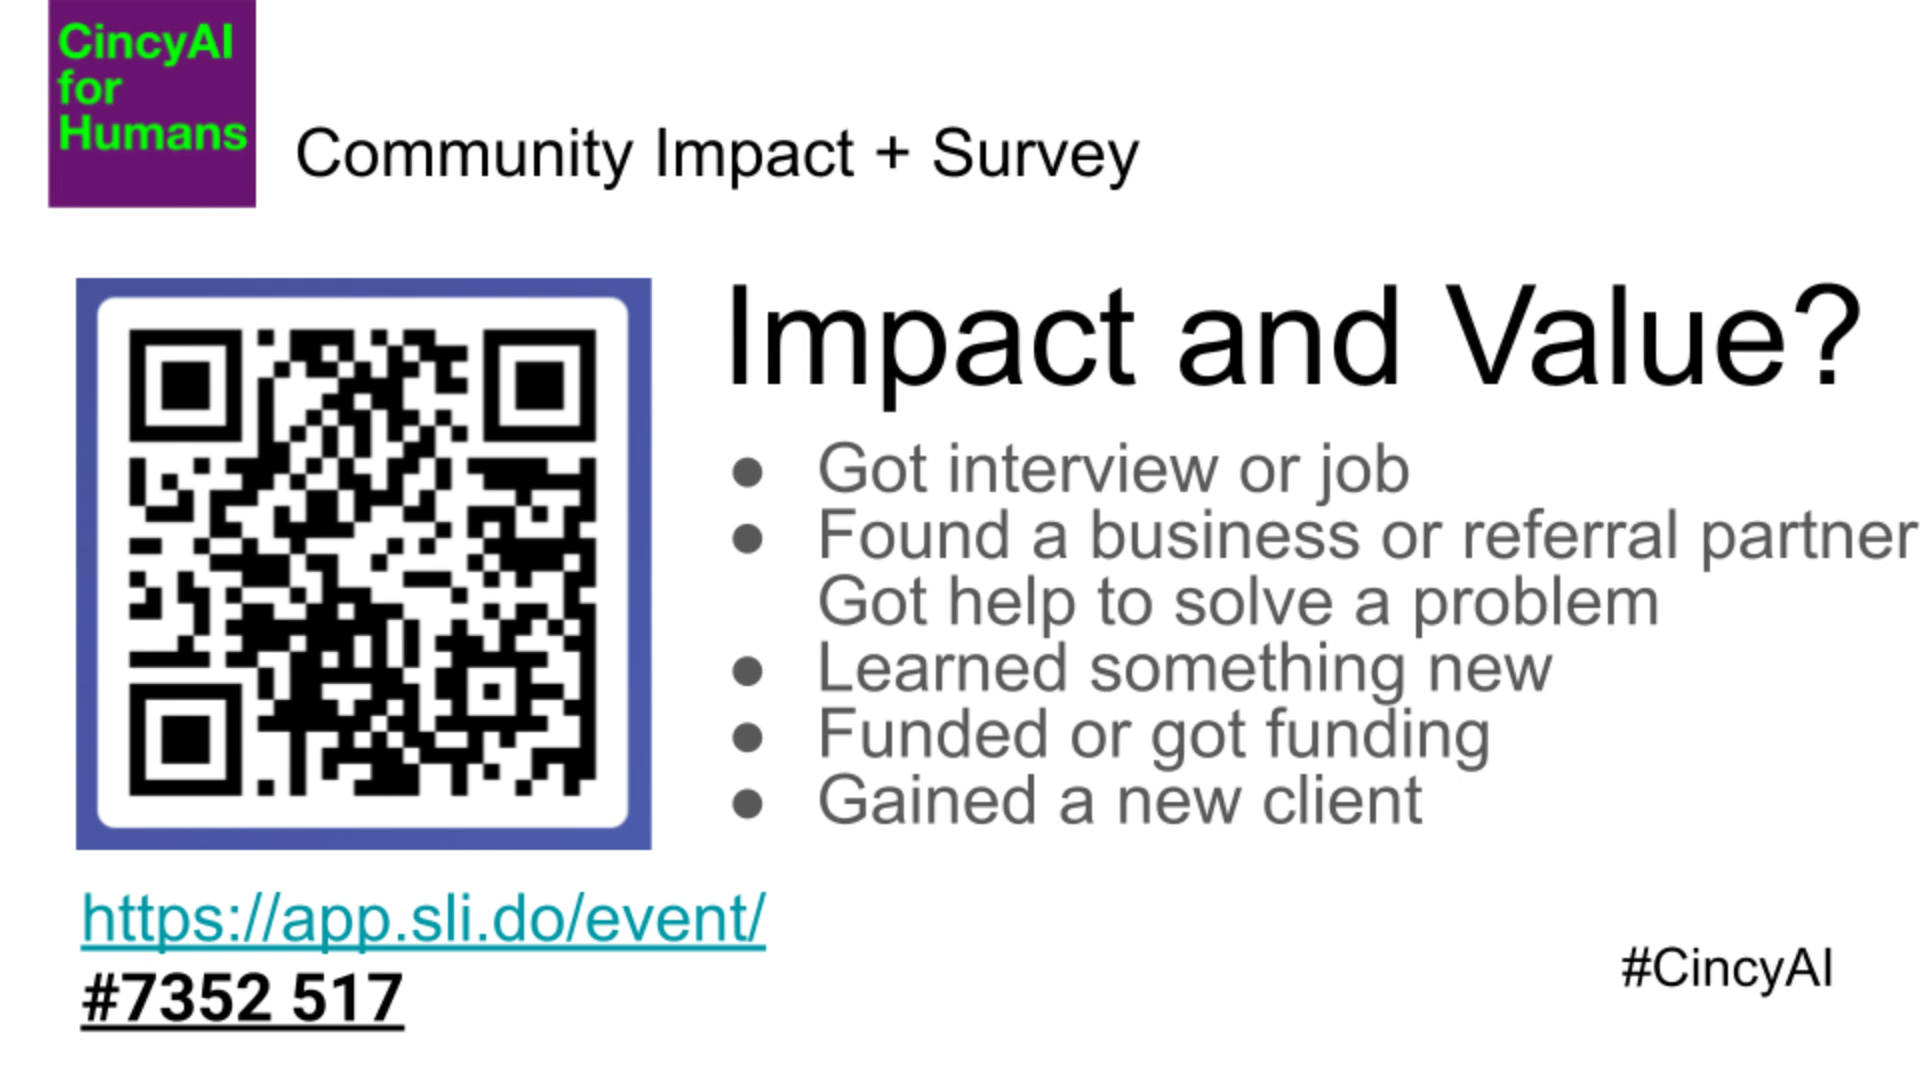 CincyAI
for
Humans
Community Impact + Survey
Impact and Value?
● Got interview or job
● Found a business or referral partner
Got help to solve a problem
● Learned something new
● Funded or got funding
● Gained a new client
https://app.sli.do/event/
#7352 517
#CincyAI